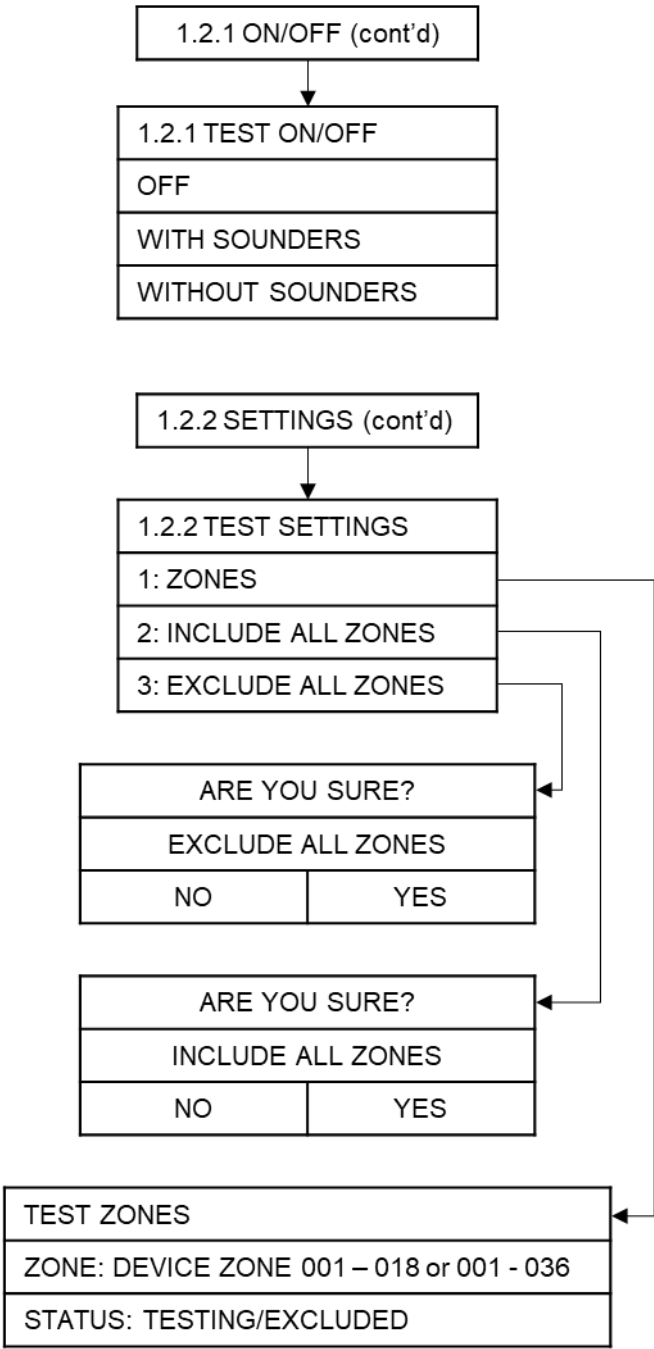 1.2.1 ON/OFF (cont’d)
1.2.1 TEST ON/OFF
OFF
WITH SOUNDERS
WITHOUT SOUNDERS
1.2.2 SETTINGS (cont’d)
1.2.2 TEST SETTINGS
1: ZONES
2: INCLUDE ALL ZONES
3: EXCLUDE ALL ZONES
ARE YOU SURE?
EXCLUDE ALL ZONES
NO YES
ARE YOU SURE?
INCLUDE ALL ZONES
NO YES
TEST ZONES
ZONE: DEVICE ZONE 001 – 018 or 001 - 036
STATUS: TESTING/EXCLUDED